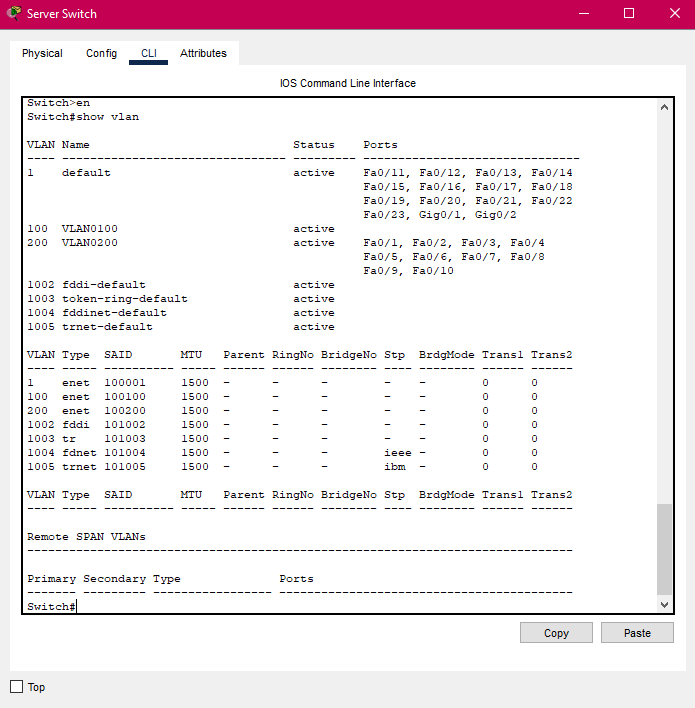 Server Switch
Physical Config CLI Attributes
IOS Command Line Interface
Switch>en
Switch#show vlan
VLAN Name                             Status    Ports
---- -------------------------------- --------- -------------------------------
1    default                          active    Fa0/11, Fa0/12, Fa0/13, Fa0/14
                                                Fa0/15, Fa0/16, Fa0/17, Fa0/18
                                                Fa0/19, Fa0/20, Fa0/21, Fa0/22
                                                Fa0/23, Gig0/1, Gig0/2
100  VLAN0100                         active
200  VLAN0200                         active    Fa0/1, Fa0/2, Fa0/3, Fa0/4
                                                Fa0/5, Fa0/6, Fa0/7, Fa0/8
                                                Fa0/9, Fa0/10
1002 fddi-default                     active
1003 token-ring-default               active
1004 fddinet-default                  active
1005 trnet-default                    active
VLAN Type  SAID       MTU   Parent RingNo BridgeNo Stp  BrdgMode Trans1 Trans2
---- ----- ---------- ----- ------ ------ -------- ---- -------- ------ ------
1    enet  100001     1500  -      -      -        -    -        0      0
100  enet  100100     1500  -      -      -        -    -        0      0
200  enet  100200     1500  -      -      -        -    -        0      0
1002 fddi  101002     1500  -      -      -        -    -        0      0
1003 tr    101003     1500  -      -      -        -    -        0      0
1004 fdnet 101004     1500  -      -      -        ieee -        0      0
1005 trnet 101005     1500  -      -      -        ibm  -        0      0
VLAN Type  SAID       MTU   Parent RingNo BridgeNo Stp  BrdgMode Trans1 Trans2
---- ----- ---------- ----- ------ ------ -------- ---- -------- ------ ------
Remote SPAN VLANs
------------------------------------------------------------------------------
Primary Secondary Type              Ports
------- --------- ----------------- ------------------------------------------
Switch#
Copy Paste
Top